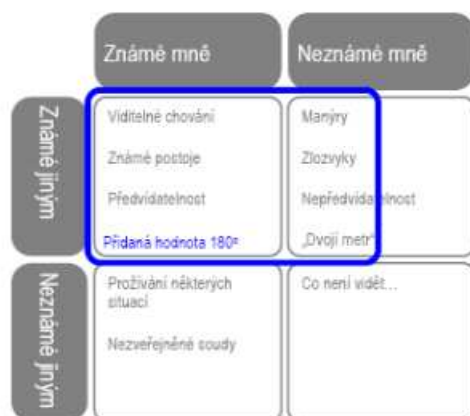 Známé mně
Neznámé mně
Známé jiným
Viditelné chování
Známé postoje
Předvídatelnost
Přidaná hodnota 180º
Manýry
Zlozvyky
Nepředvídatelnost
„Dvojí metr“
Neznámé jiným
Prožívání některých
situací
Nezveřejněné soudy
Co není vidět...